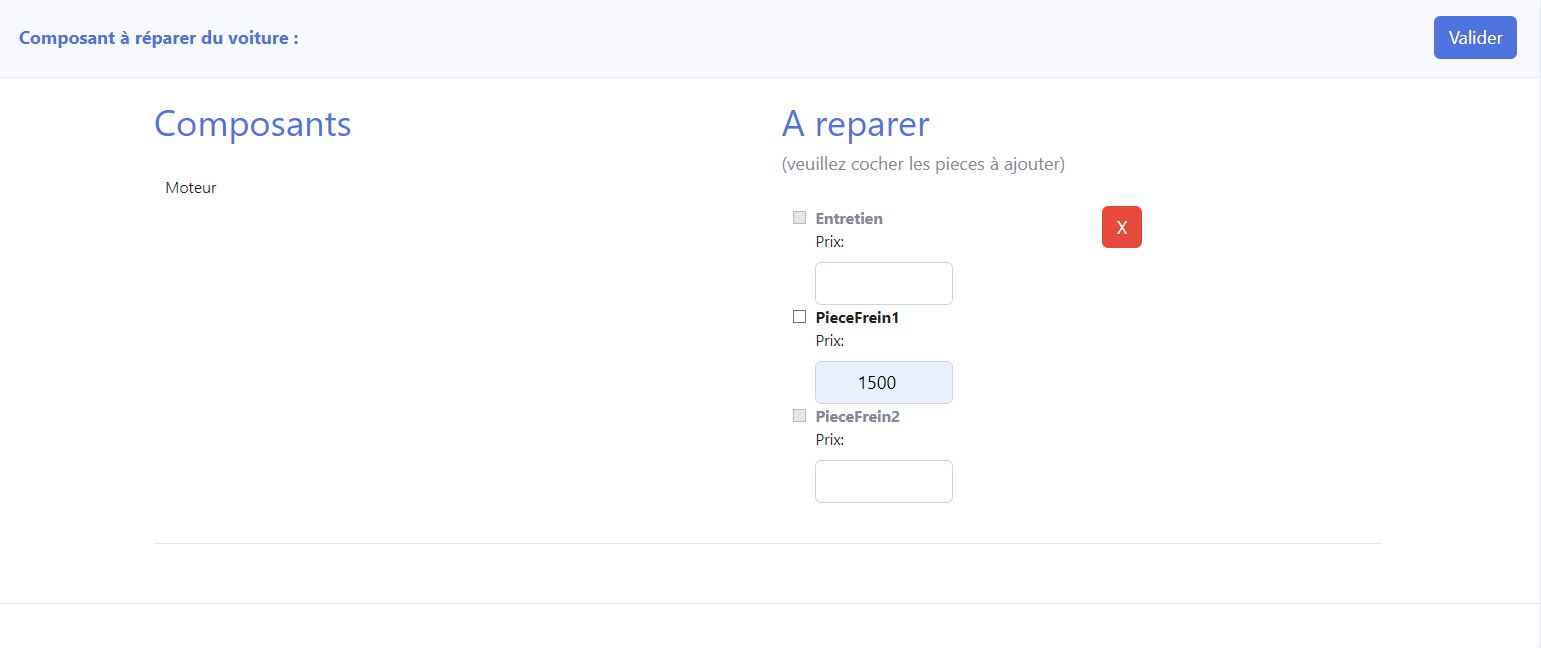 Composant à réparer du voiture :
Valider
Composants
Moteur
A reparer
(veuillez cocher les pieces à ajouter)
Entretien
X
Prix:
PieceFrein1
Prix:
1500
PieceFrein2
Prix: